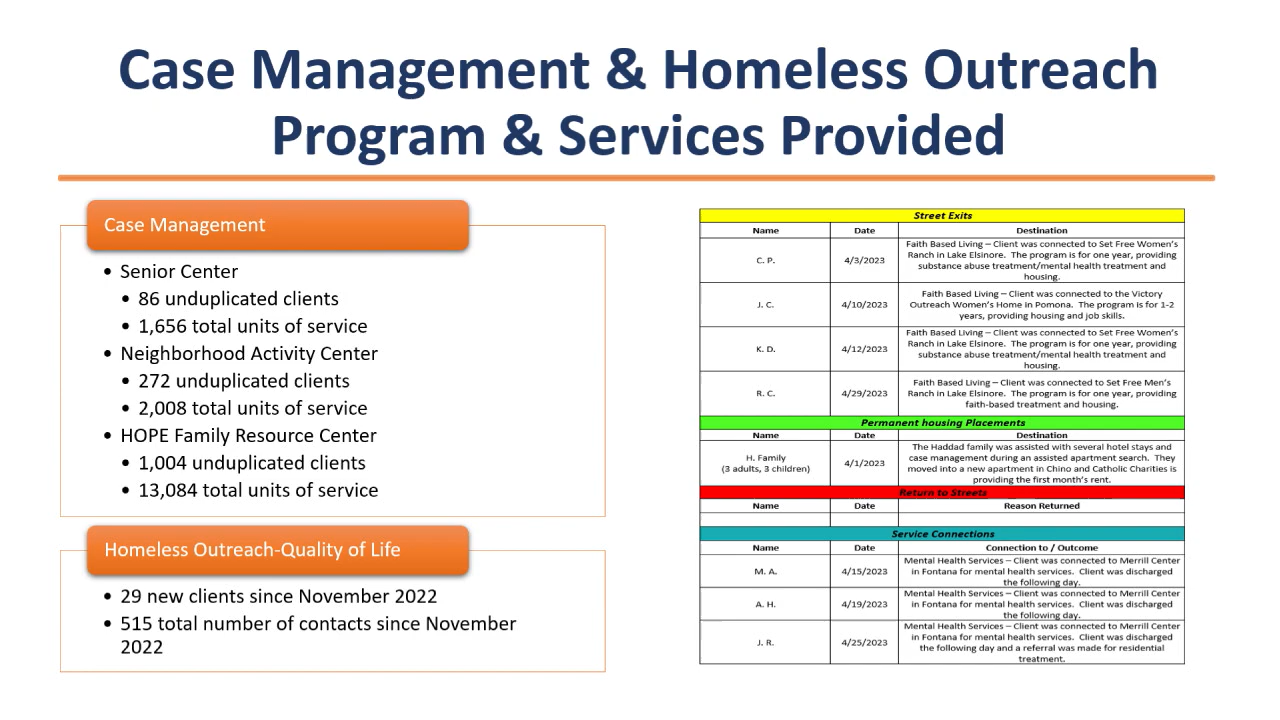 Case Management & Homeless Outreach
Program & Services Provided
Case Management
• Senior Center
• 86 unduplicated clients
• 1,656 total units of service
• Neighborhood Activity Center
• 272 unduplicated clients
• 2,008 total units of service
• HOPE Family Resource Center
• 1,004 unduplicated clients
• 13,084 total units of service
Homeless Outreach-Quality of Life
• 29 new clients since November 2022
• 515 total number of contacts since November
2022
Street Exits
Name Date Destination
C. P. 4/3/2023 Faith Based Living – Client was connected to Set Free Women's
Ranch in Lake Elsinore. The program is for one year, providing
substance abuse treatment/mental health treatment and
housing.
J. C. 4/10/2023 Faith Based Living – Client was connected to the Victory
Outreach Women's Home in Pomona. The program is for 1-2
years, providing housing and job skills.
K. D. 4/12/2023 Faith Based Living – Client was connected to Set Free Women's
Ranch in Lake Elsinore. The program is for one year, providing
substance abuse treatment/mental health treatment and
housing.
R. C. 4/29/2023 Faith Based Living – Client was connected to Set Free Men's
Ranch in Lake Elsinore. The program is for one year, providing
faith-based treatment and housing.
Permanent housing Placements
Name Date Destination
H. Family
(3 adults, 3 children) 4/1/2023 The Haddad family was assisted with several hotel stays and
case management during an assisted apartment search. They
moved into a new apartment in Chino and Catholic Charities is
providing the first month's rent.
Return to Streets
Name Date Reason Returned
Service Connections
Name Date Connection to / Outcome
M. A. 4/15/2023 Mental Health Services – Client was connected to Merrill Center
in Fontana for mental health services. Client was discharged
the following day.
A. H. 4/19/2023 Mental Health Services – Client was connected to Merrill Center
in Fontana for mental health services. Client was discharged
the following day.
J. R. 4/25/2023 Mental Health Services – Client was connected to Merrill Center
in Fontana for mental health services. Client was discharged
the following day and a referral was made for residential
treatment.